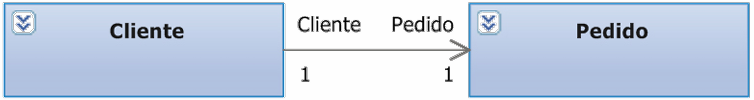 Cliente
Cliente Pedido
1 1
Pedido